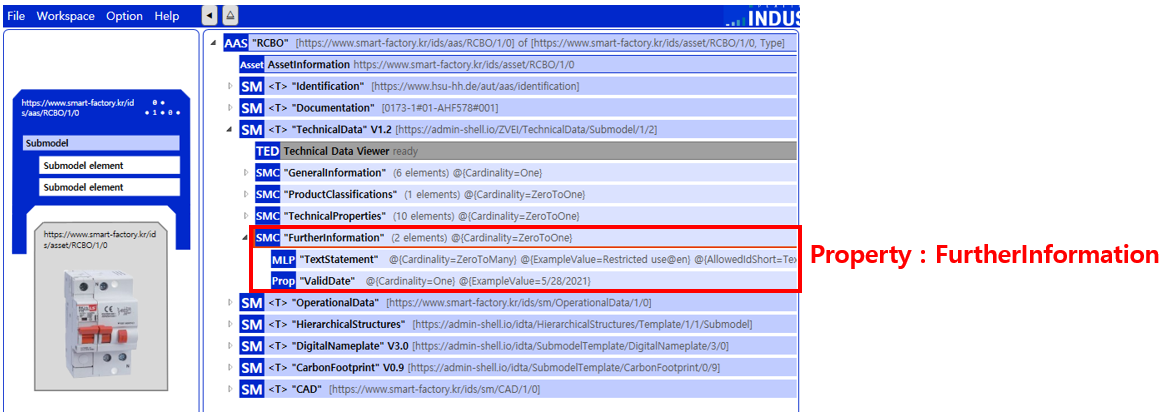 File Workspace Option Help
INDUS
https://www.smart-factory.kr/id
s/aas/RCBO/1/0
0
1 0
Submodel
Submodel element
Submodel element
https://www.smart-factory.kr/id
s/asset/RCBO/1/0
AAS "RCBO" [https://www.smart-factory.kr/ids/aas/RCBO/1/0] of [https://www.smart-factory.kr/ids/asset/RCBO/1/0, Type]
Asset AssetInformation https://www.smart-factory.kr/ids/asset/RCBO/1/0
SM <T> "Identification" [https://www.hsu-hh.de/aut/aas/identification]
SM <T> "Documentation" [0173-1#01-AHF578#001]
SM <T> "TechnicalData" V1.2 [https://admin-shell.io/ZVEI/TechnicalData/Submodel/1/2]
TED Technical Data Viewer ready
SMC "GeneralInformation" (6 elements) @{Cardinality=One}
SMC "ProductClassifications" (1 elements) @{Cardinality=ZeroToOne}
SMC "TechnicalProperties" (10 elements) @{Cardinality=ZeroToOne}
SMC "FurtherInformation" (2 elements) @{Cardinality=ZeroToOne}
MLP "TextStatement" @{Cardinality=ZeroToMany} @{ExampleValue=Restricted use@en} @{AllowedIdShort=Tex
Prop "ValidDate" @{Cardinality=One} @{ExampleValue=5/28/2021}
Property : FurtherInformation
SM <T> "OperationalData" [https://www.smart-factory.kr/ids/sm/OperationalData/1/0]
SM <T> "HierarchicalStructures" [https://admin-shell.io/idta/HierarchicalStructures/Template/1/1/Submodel]
SM <T> "DigitalNameplate" V3.0 [https://admin-shell.io/idta/SubmodelTemplate/DigitalNameplate/3/0]
SM <T> "CarbonFootprint" V0.9 [https://admin-shell.io/idta/SubmodelTemplate/CarbonFootprint/0/9]
SM <T> "CAD" [https://www.smart-factory.kr/ids/sm/CAD/1/0]